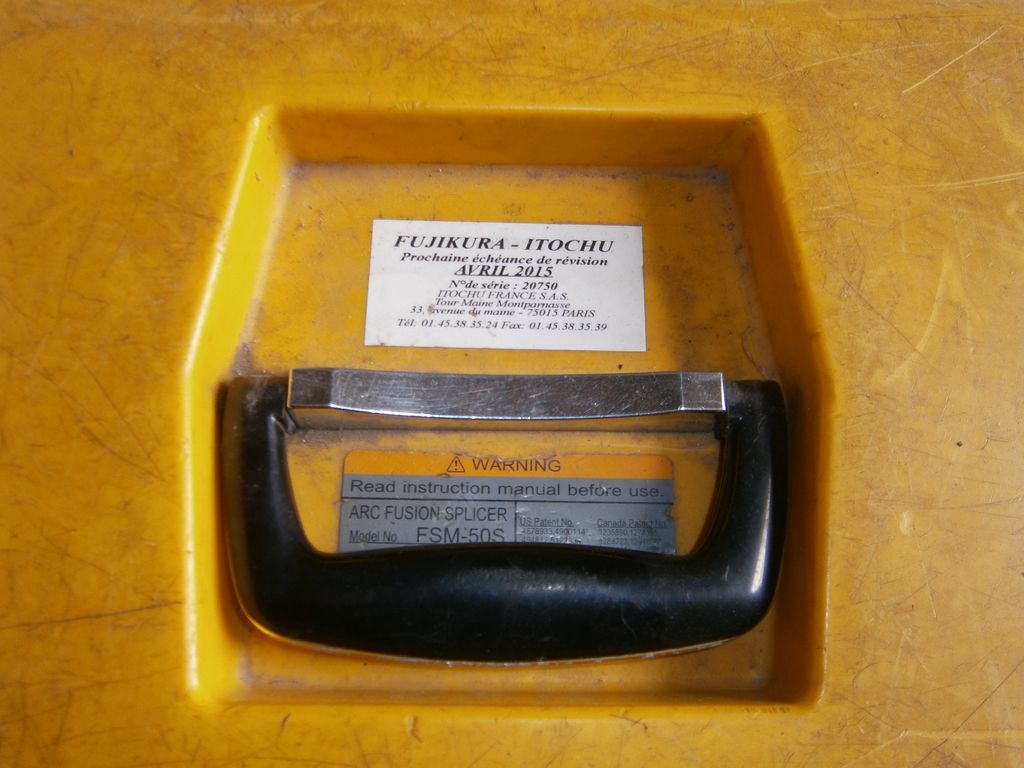 FUJIKURA - ITOCHU
Prochaine échéance de révision
AVRIL 2015
N°de série : 20750
ITOCHU FRANCE S.A.S.
Tour Maine Montparnasse
33, avenue du maine - 75015 PARIS
Tél: 01.45.38.35.24 Fax: 01.45.38.35.39
⚠ WARNING
Read instruction manual before use.
ARC FUSION SPLICER
Model No. FSM-50S
US Patent No. Canada Patent No.